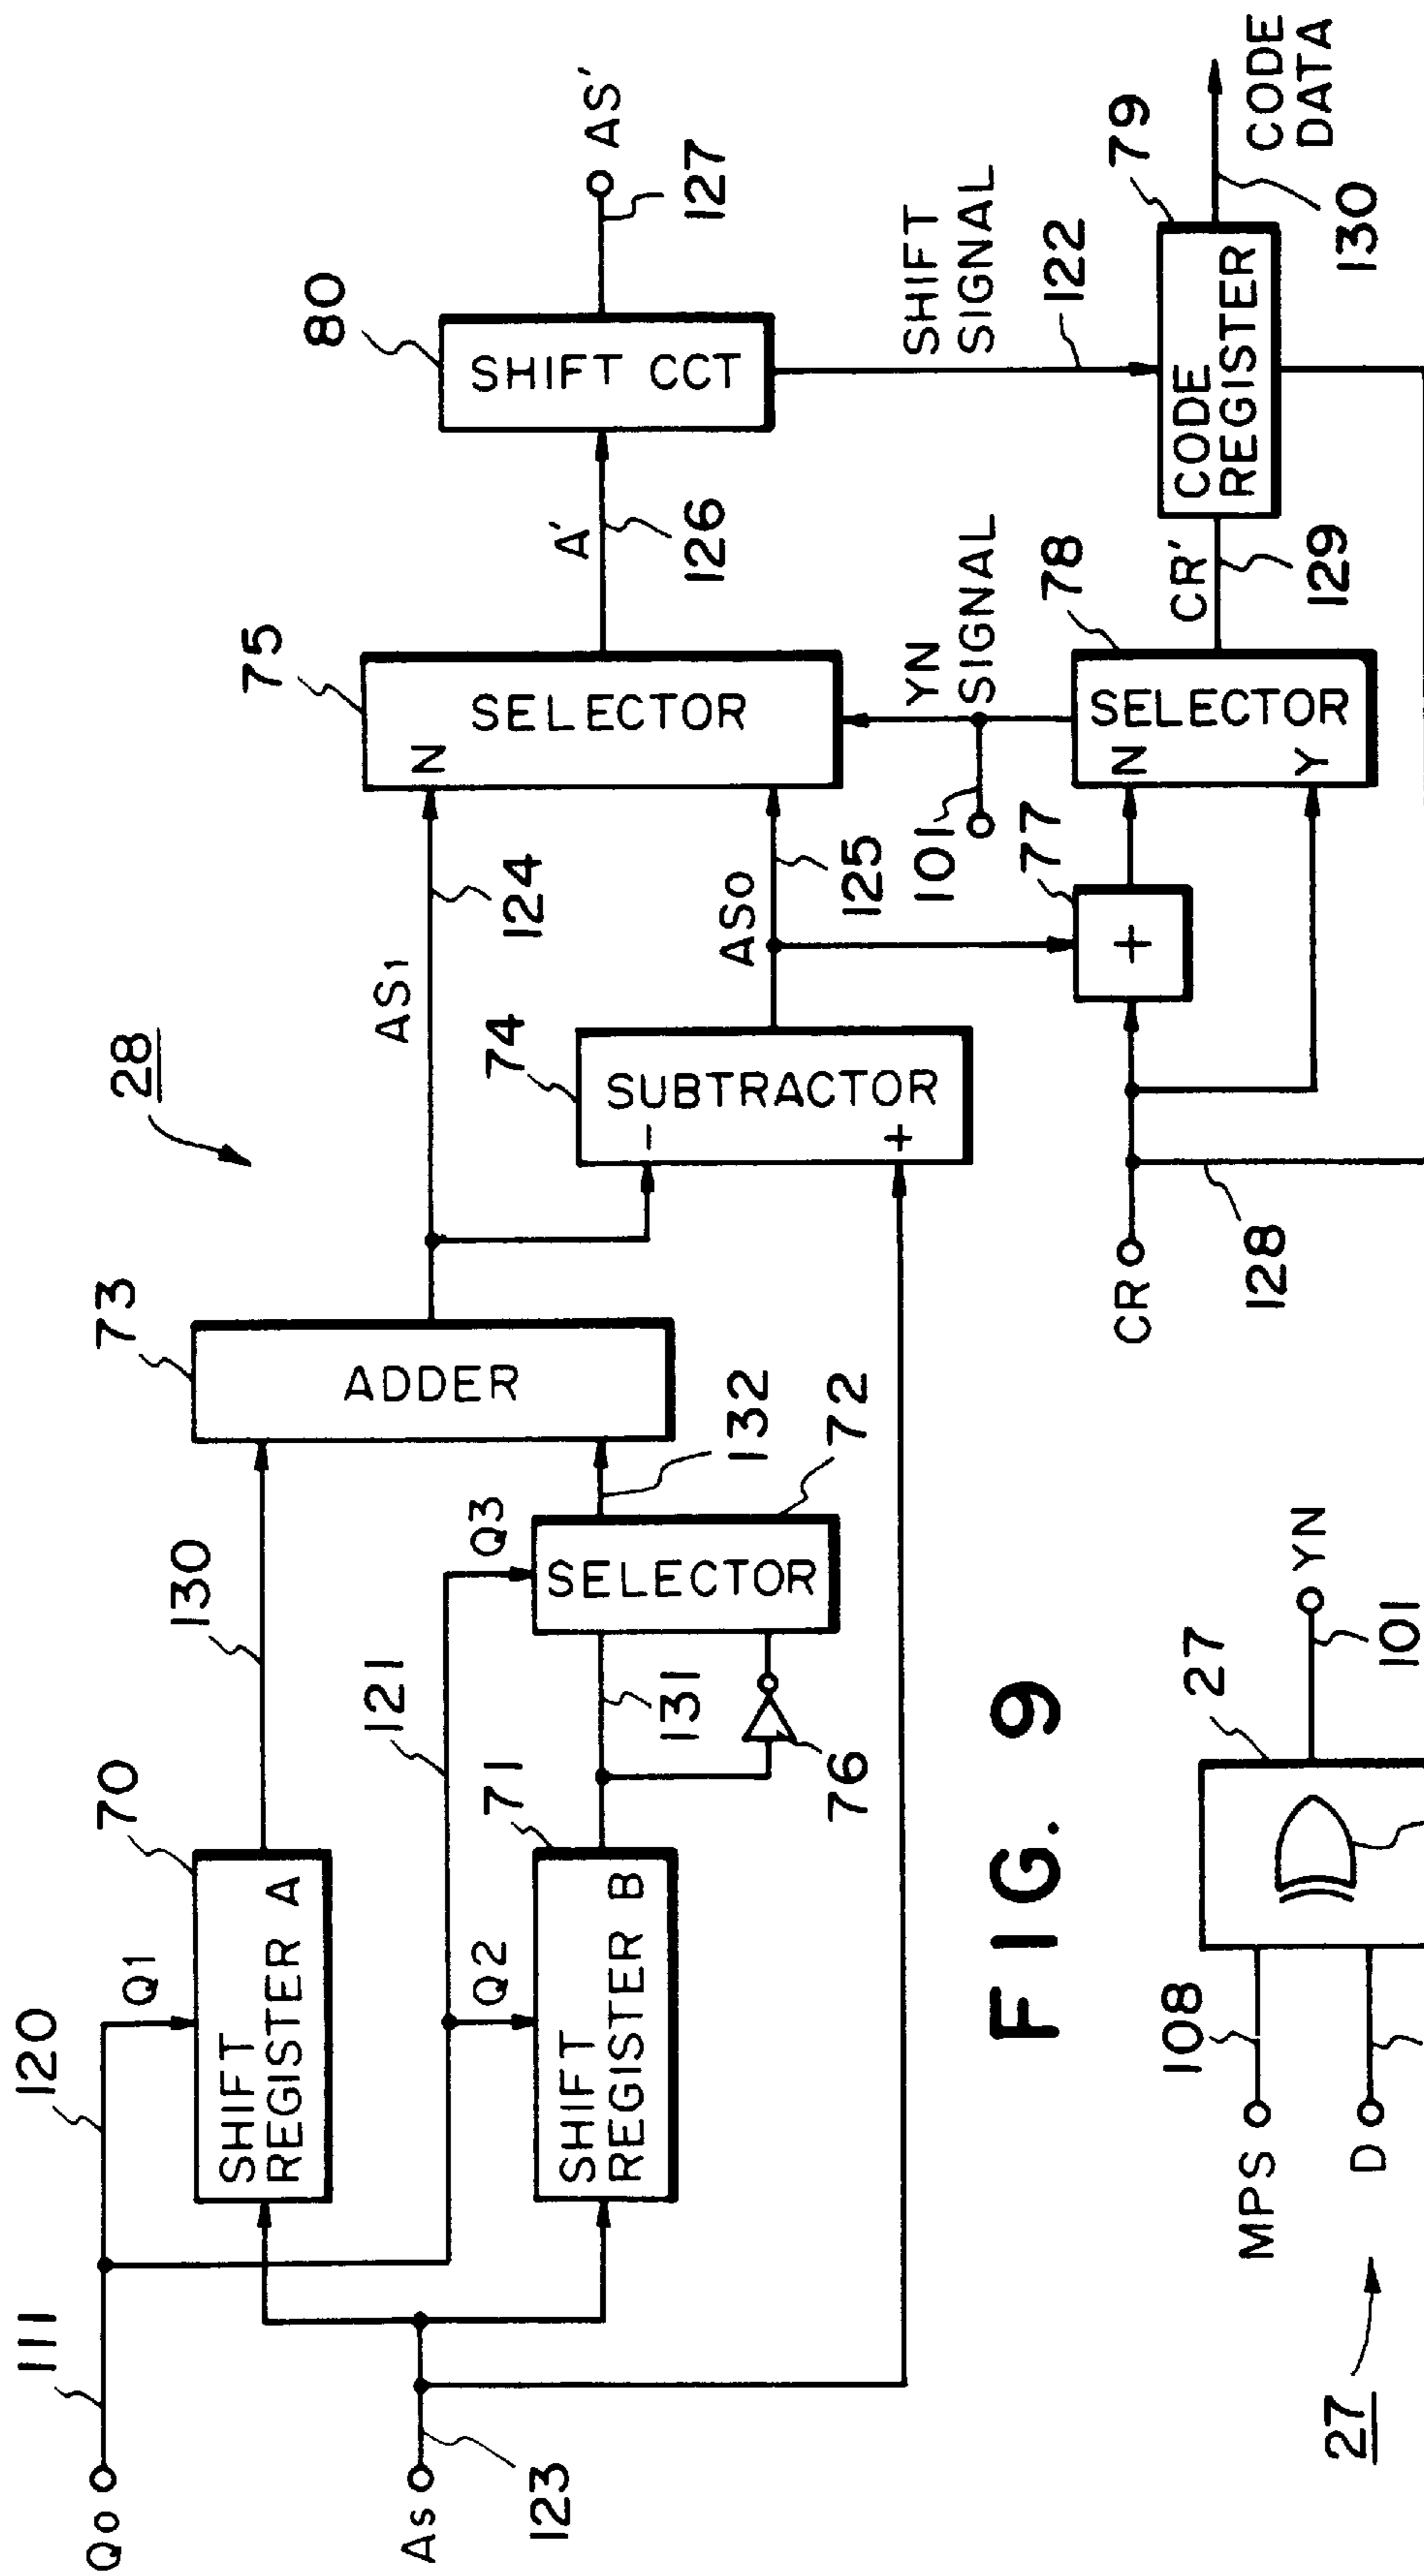 28
Qo
111
120
Q1
70
SHIFT
REGISTER A
130
73
ADDER
As
123
121
Q2
71
SHIFT
REGISTER B
131
76
Q3
SELECTOR
132
72
AS1
124
74
SUBTRACTOR
-
+
ASo
125
75
N
SELECTOR
A'
126
80
SHIFT CCT
AS'
127
YN
SIGNAL
101
SHIFT
SIGNAL
122
CR
128
77
+
78
N
SELECTOR
Y
CR'
129
79
CODE
REGISTER
130
CODE
DATA
FIG. 9
27
MPS
108
D
27
YN
101